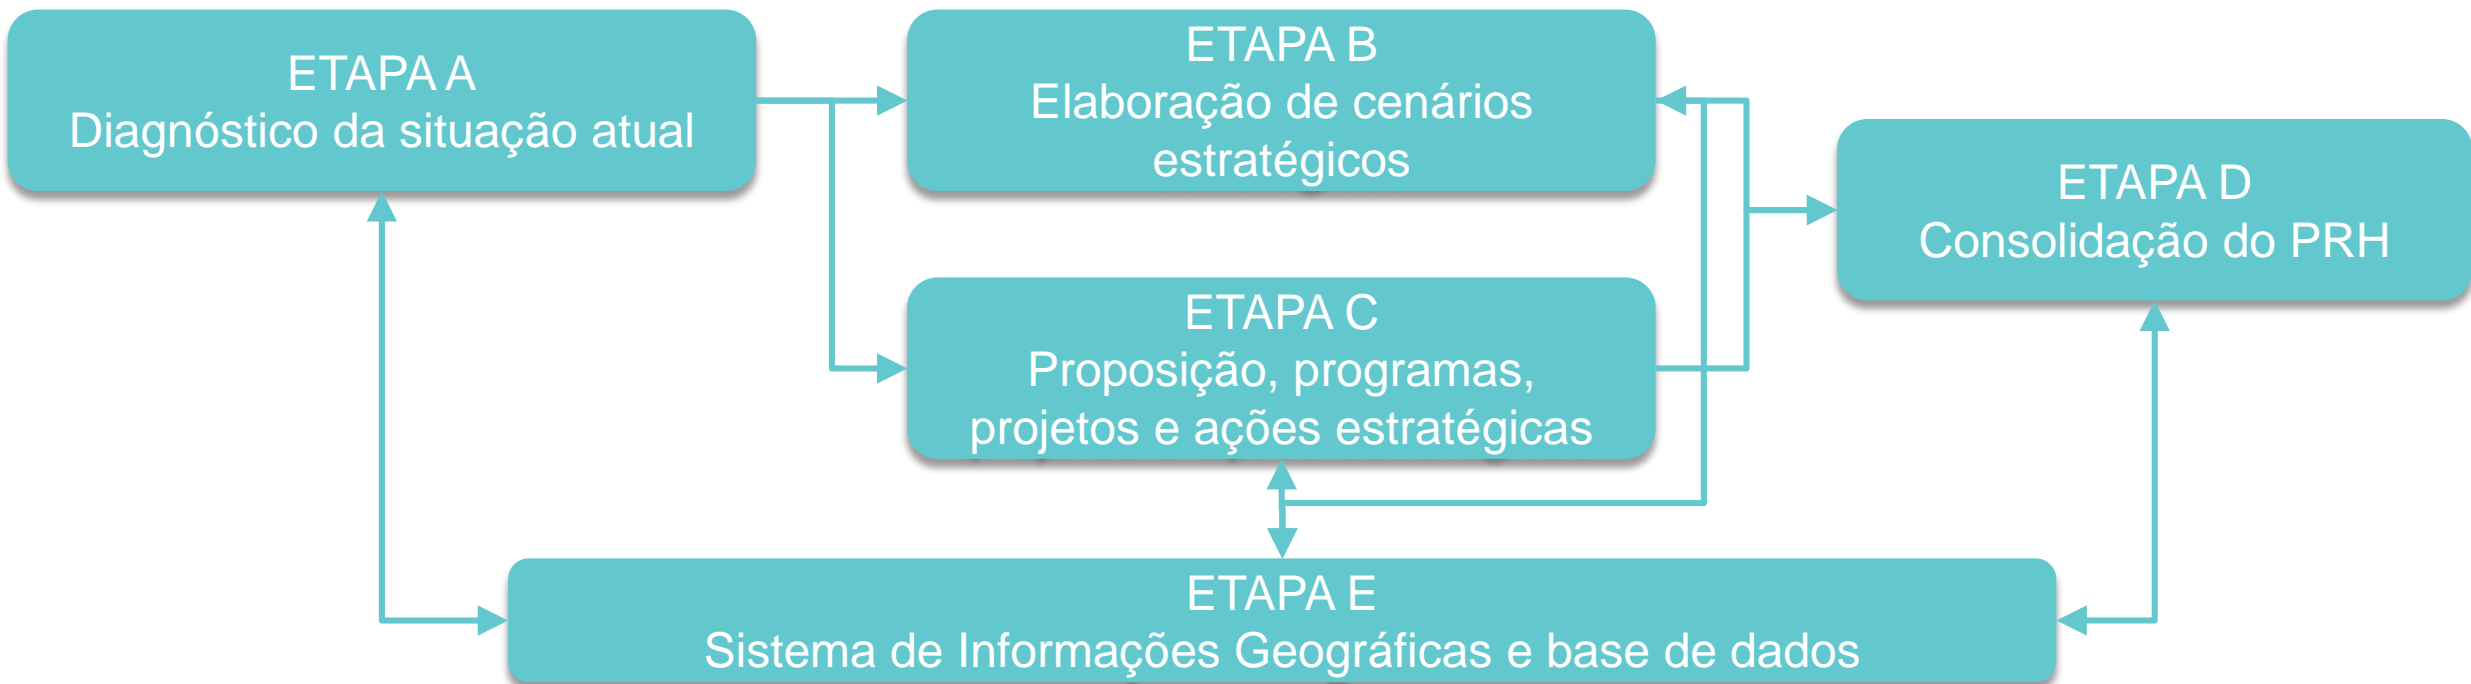 ETAPA A
Diagnóstico da situação atual
ETAPA B
Elaboração de cenários
estratégicos
ETAPA C
Proposição, programas,
projetos e ações estratégicas
ETAPA D
Consolidação do PRH
ETAPA E
Sistema de Informações Geográficas e base de dados